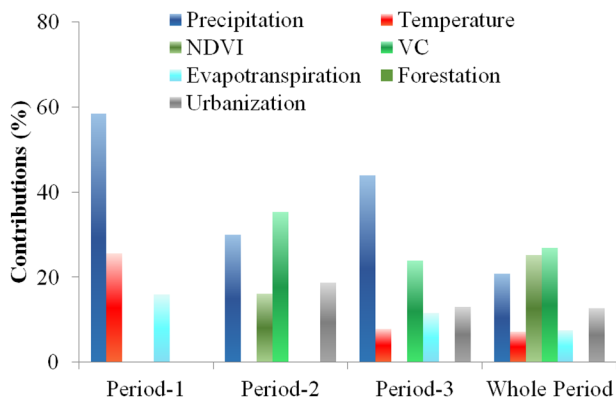 Contributions (%)
80
60
40
20
0
Precipitation
Temperature
NDVI
VC
Evapotranspiration
Forestation
Urbanization
Period-1
Period-2
Period-3
Whole Period